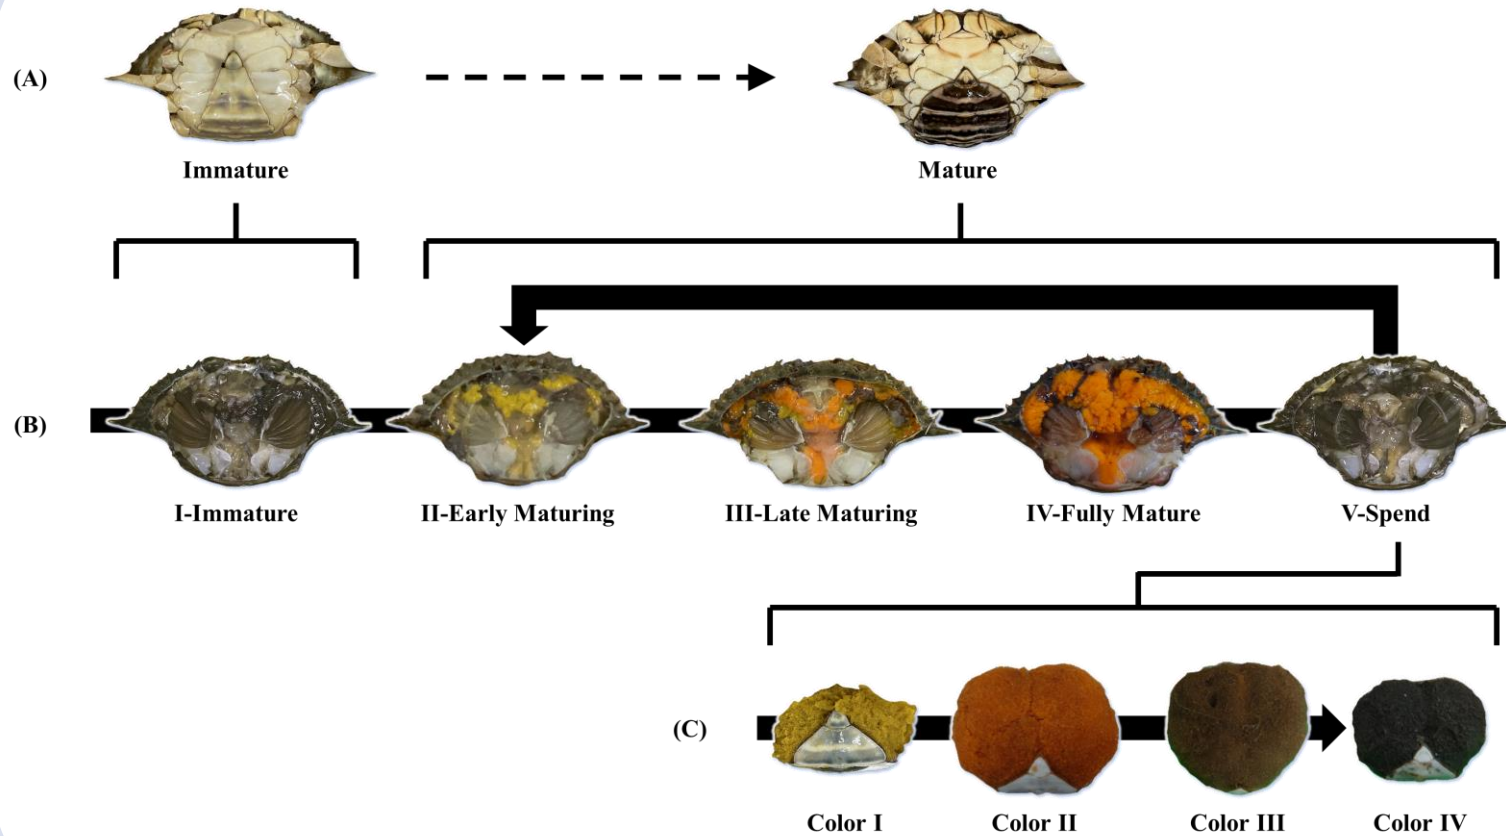 (A)
Immature
Mature
(B)
I-Immature
II-Early Maturing
III-Late Maturing
IV-Fully Mature
V-Spend
(C)
Color I
Color II
Color III
Color IV